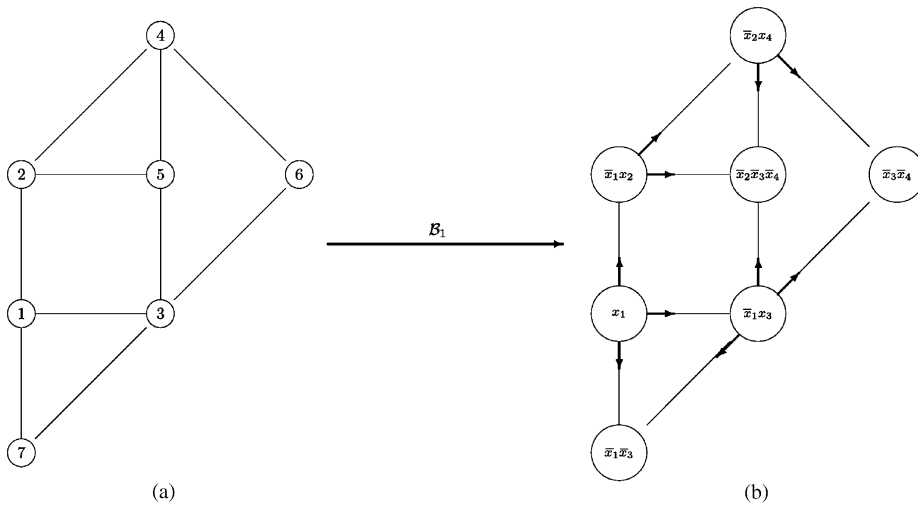 4
2
5
6
1
3
7
(a)
ℬ₁
x̅₂x₄
x̅₁x₂
x̅₂x̅₃x̅₄
x̅₃x̅₄
x₁
x̅₁x₃
x̅₁x̅₃
(b)